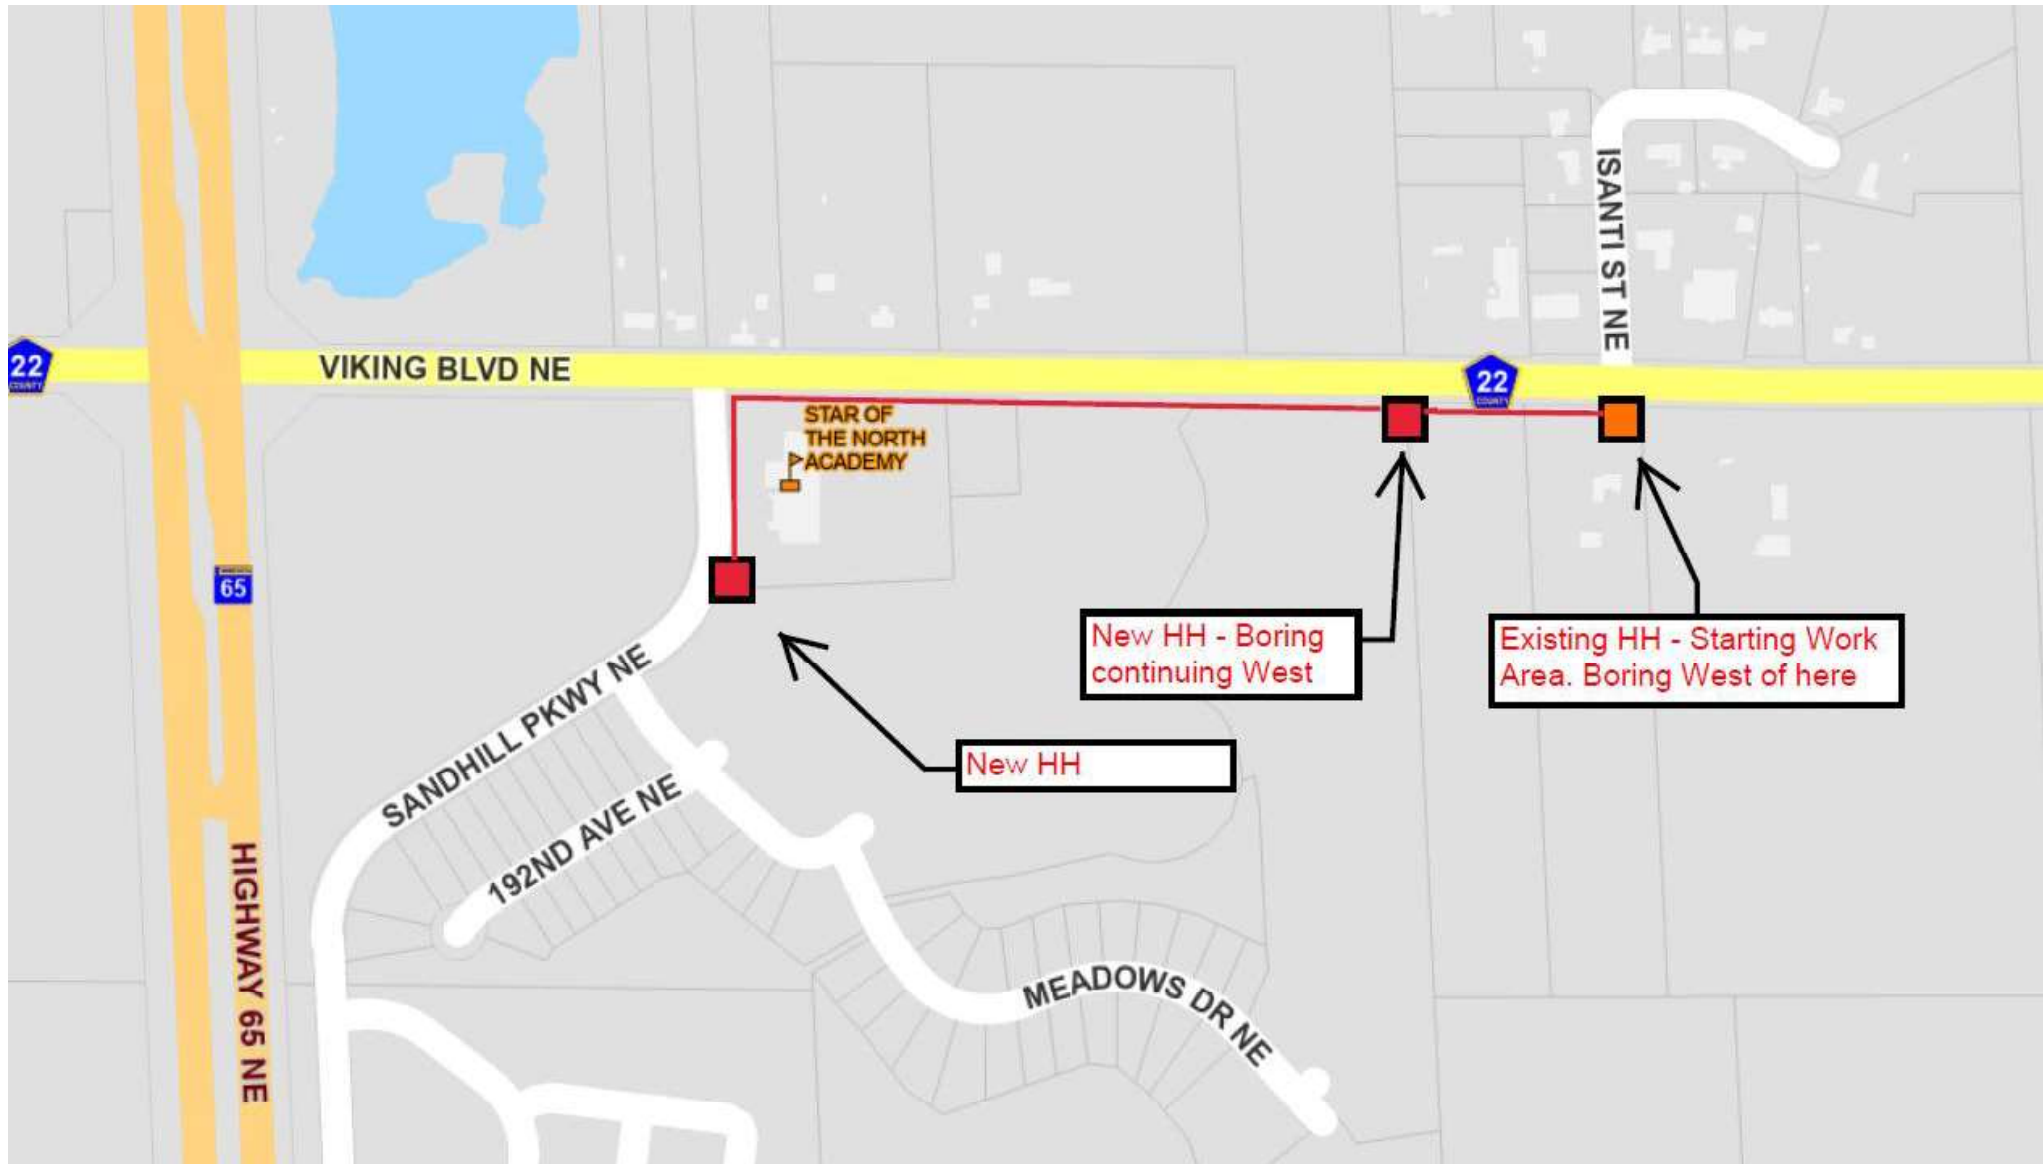 ISANTI ST NE
22
COUNTY
VIKING BLVD NE
22
COUNTY
STAR OF
THE NORTH
ACADEMY
65
New HH - Boring
continuing West
Existing HH - Starting Work
Area. Boring West of here
SANDHILL PKWY NE
New HH
192ND AVE NE
HIGHWAY 65 NE
MEADOWS DR NE